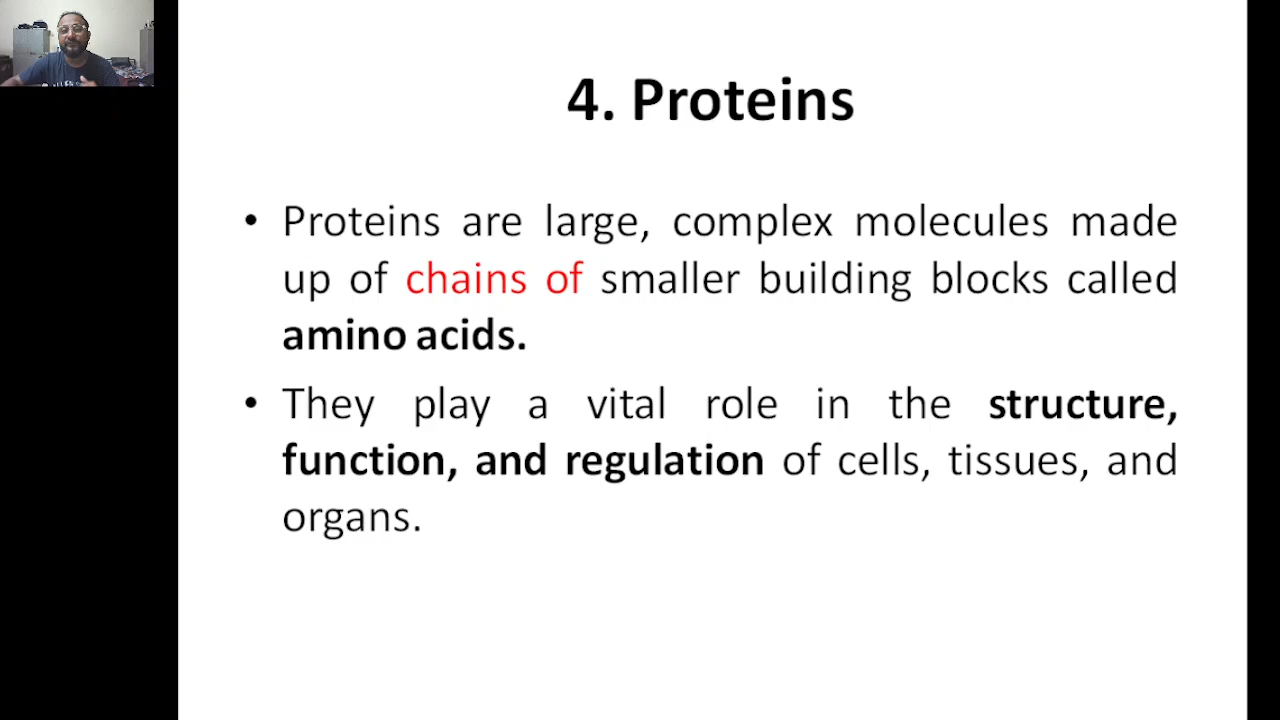 4. Proteins
• Proteins are large, complex molecules made
up of chains of smaller building blocks called
amino acids.
• They play a vital role in the structure,
function, and regulation of cells, tissues, and
organs.